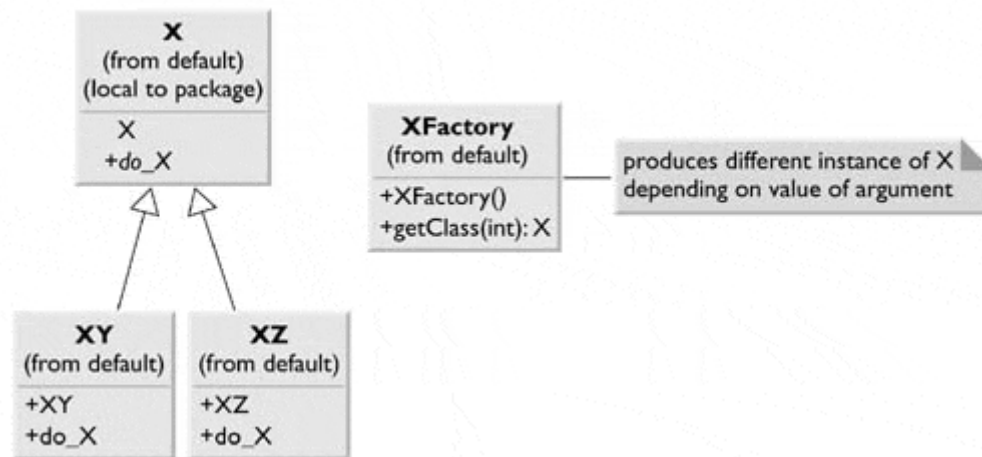 X
(from default)
(local to package)
X
+do_X
XFactory
(from default)
+XFactory()
+getClass(int): X
produces different instance of X
depending on value of argument
XY
(from default)
+XY
+do_X
XZ
(from default)
+XZ
+do_X